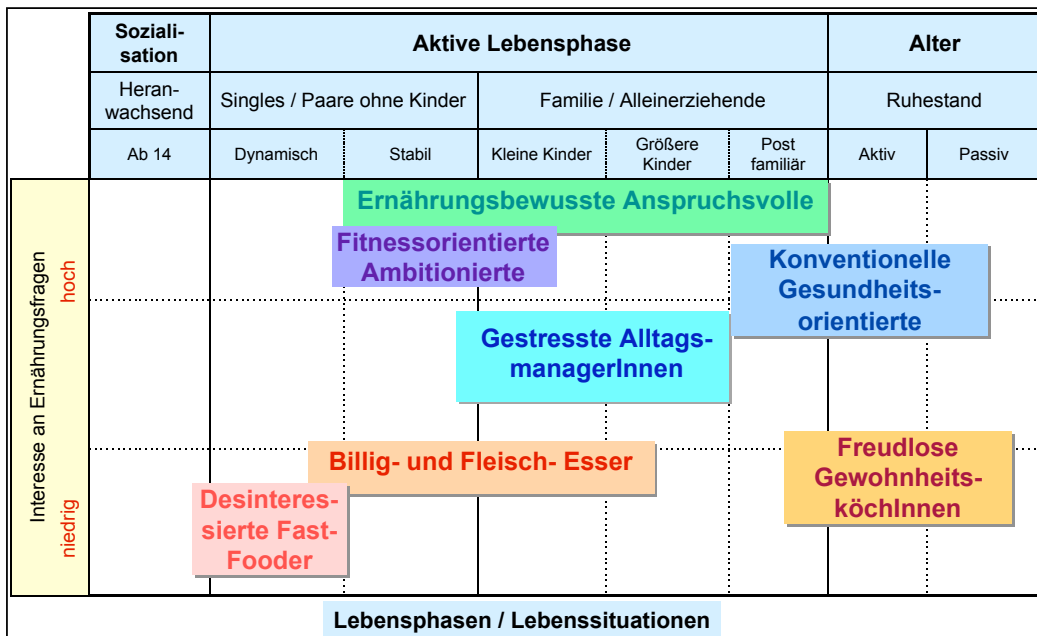 Soziali-
sation
Aktive Lebensphase
Alter
Heran-
wachsend
Singles / Paare ohne Kinder
Familie / Alleinerziehende
Ruhestand
Ab 14
Dynamisch
Stabil
Kleine Kinder
Größere
Kinder
Post
familiär
Aktiv
Passiv
Interesse an Ernährungsfragen
hoch
niedrig
Ernährungsbewusste Anspruchsvolle
Fitnessorientierte
Ambitionierte
Konventionelle
Gesundheits-
orientierte
Gestresste Alltags-
managerInnen
Billig- und Fleisch- Esser
Freudlose
Gewohnheits-
köchInnen
Desinteres-
sierte Fast-
Fooder
Lebensphasen / Lebenssituationen